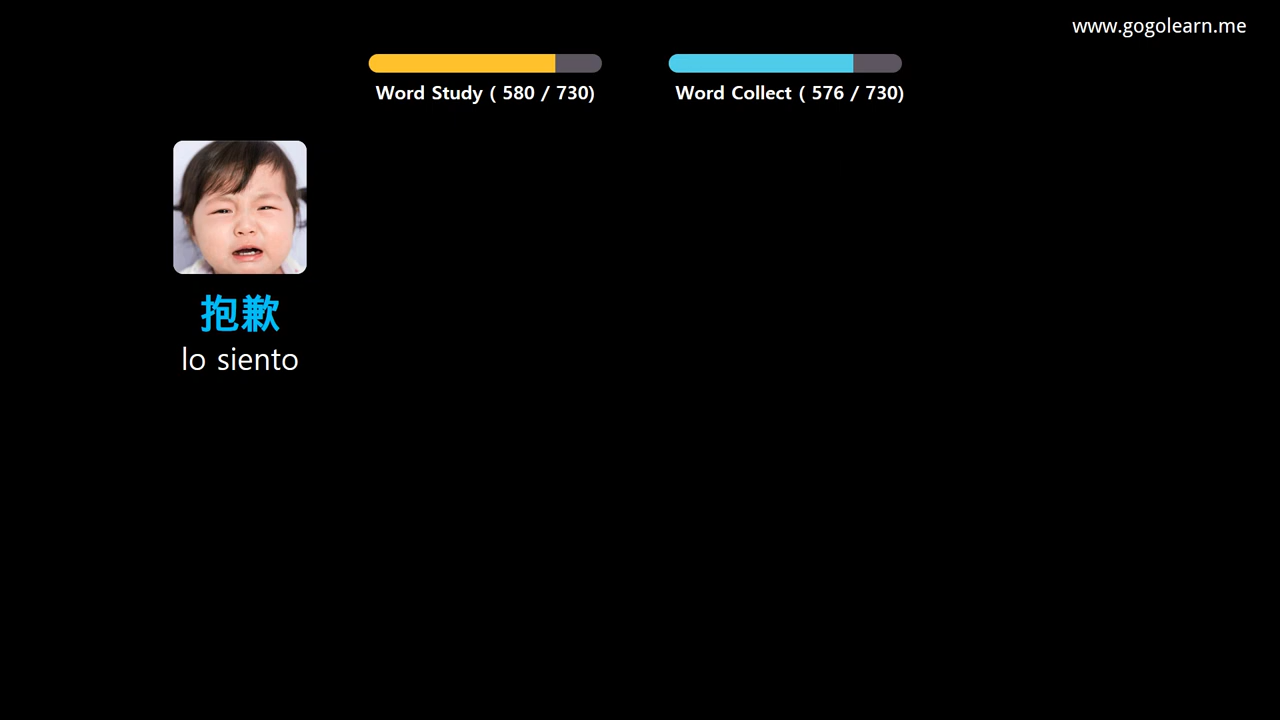 www.gogolearn.me
Word Study ( 580 / 730)
Word Collect ( 576 / 730)
抱歉
lo siento